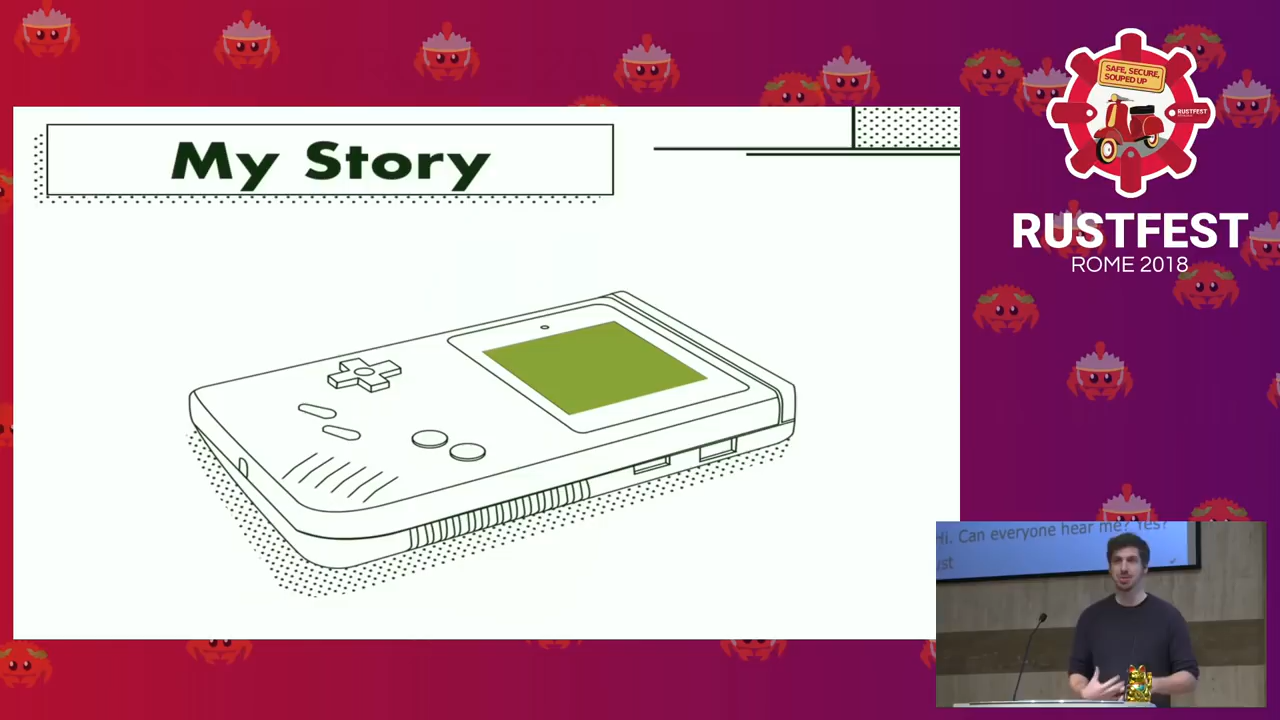 My Story
SAFE, SECURE,
SOUPED UP
RUSTFEST
RUSTFEST
ROME 2018
Hi. Can everyone hear me? Yes?